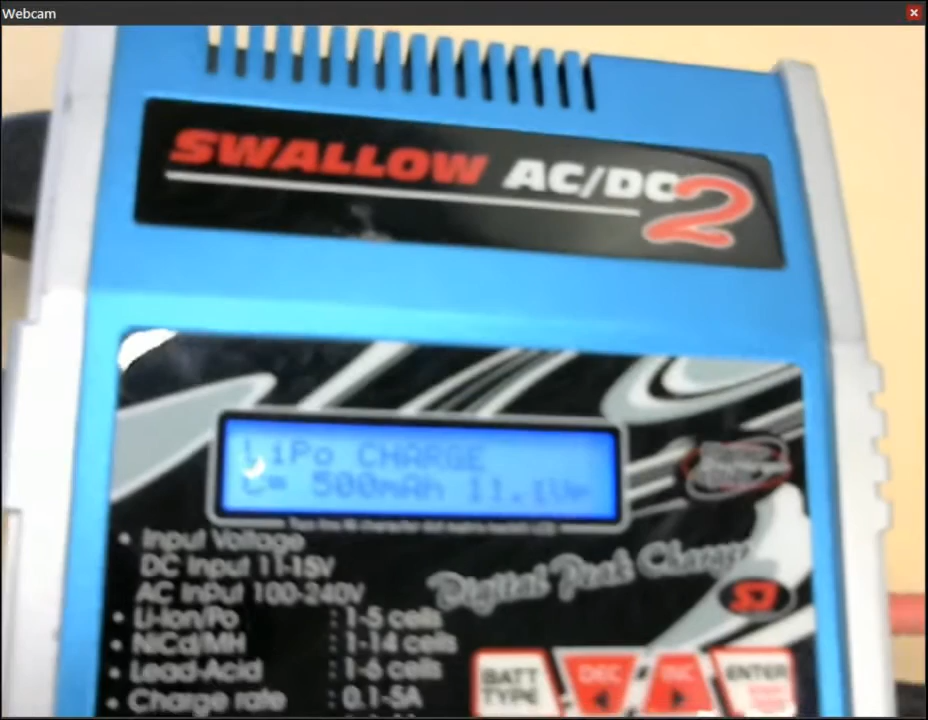 Webcam
SWALLOW AC/DC 2
LiPo CHARGE
C= 500mAh 11.1V
• Input Voltage
DC Input 11-15V
AC Input 100-240V
• Li-Ion/Po : 1-5 cells
• NiCd/MH : 1-14 cells
• Lead-Acid : 1-6 cells
• Charge rate : 0.1-5A
Digital Peak Charger
BATT TYPE
DEC
INC
ENTER